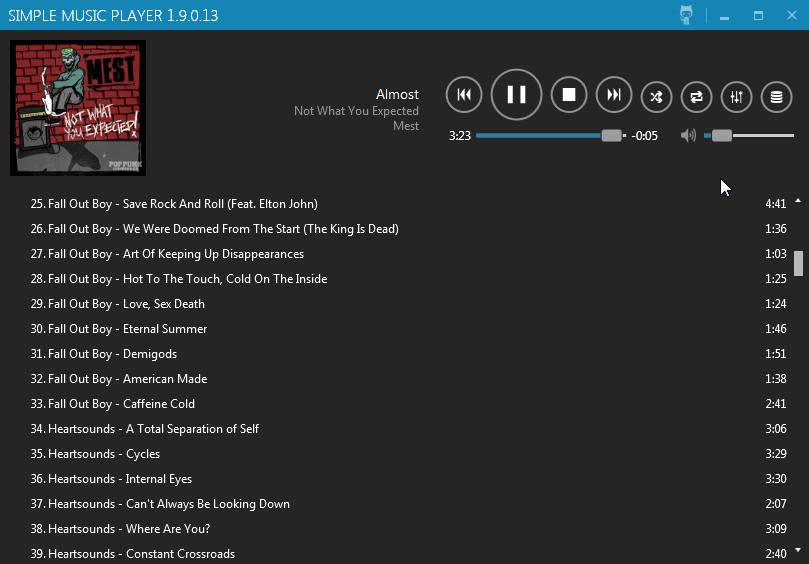 SIMPLE MUSIC PLAYER 1.9.0.13
MEST
NOT WHAT
YOU EXPECTED!
POP PUNK
Almost
Not What You Expected
Mest
3:23
-0:05
25. Fall Out Boy - Save Rock And Roll (Feat. Elton John) 4:41
26. Fall Out Boy - We Were Doomed From The Start (The King Is Dead) 1:36
27. Fall Out Boy - Art Of Keeping Up Disappearances 1:03
28. Fall Out Boy - Hot To The Touch, Cold On The Inside 1:25
29. Fall Out Boy - Love, Sex Death 1:24
30. Fall Out Boy - Eternal Summer 1:46
31. Fall Out Boy - Demigods 1:51
32. Fall Out Boy - American Made 1:38
33. Fall Out Boy - Caffeine Cold 2:41
34. Heartsounds - A Total Separation of Self 3:06
35. Heartsounds - Cycles 3:29
36. Heartsounds - Internal Eyes 3:30
37. Heartsounds - Can't Always Be Looking Down 2:07
38. Heartsounds - Where Are You? 3:09
39. Heartsounds - Constant Crossroads 2:40